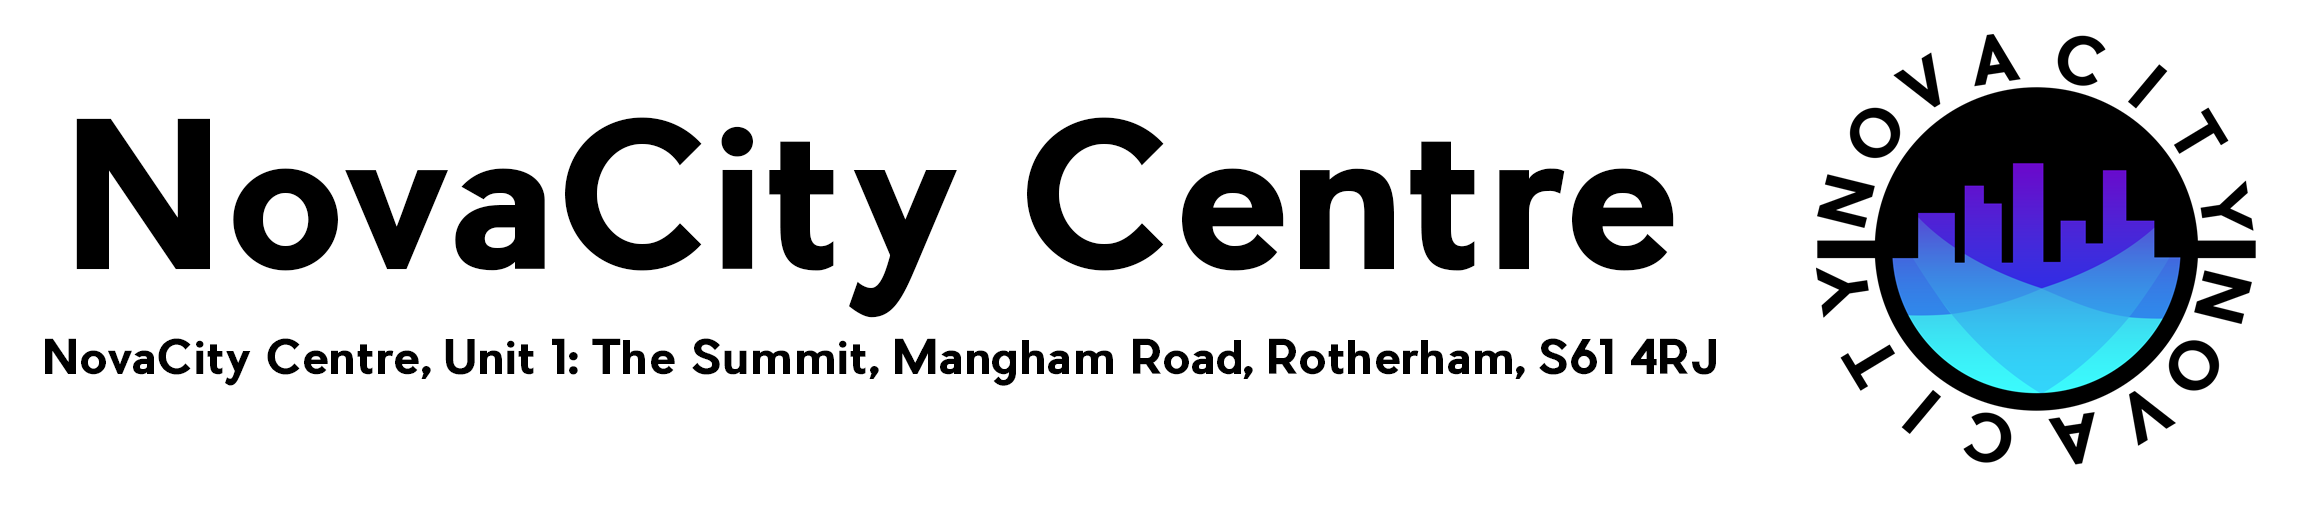 NovaCity Centre
NovaCity Centre, Unit 1: The Summit, Mangham Road, Rotherham, S61 4RJ
NOVACITY
NOVACITY